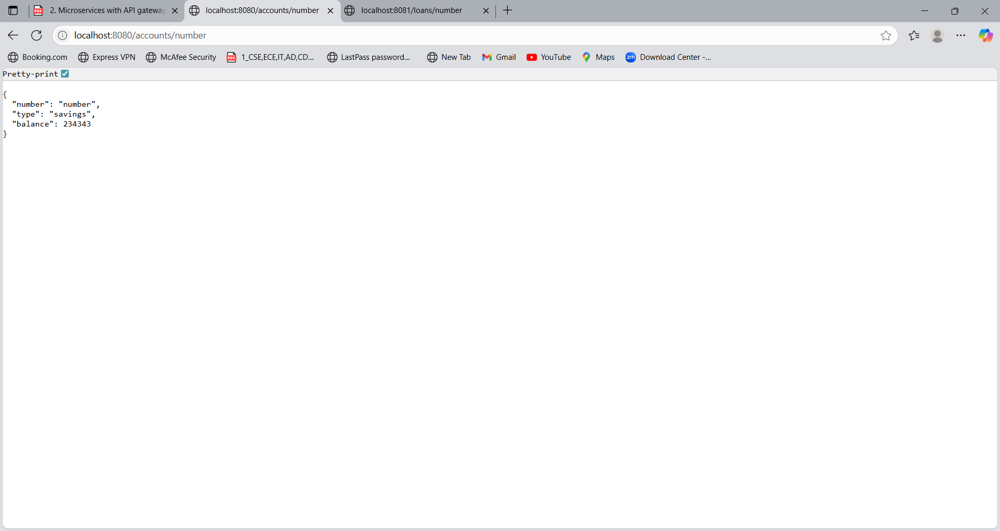 2. Microservices with API gateway
localhost:8080/accounts/number
localhost:8081/loans/number
localhost:8080/accounts/number
Booking.com
Express VPN
McAfee Security
1_CSE,ECE,IT,AD,CD...
LastPass password...
New Tab
Gmail
YouTube
Maps
zm
Download Center -...
Pretty-print
{
"number": "number",
"type": "savings",
"balance": 234343
}